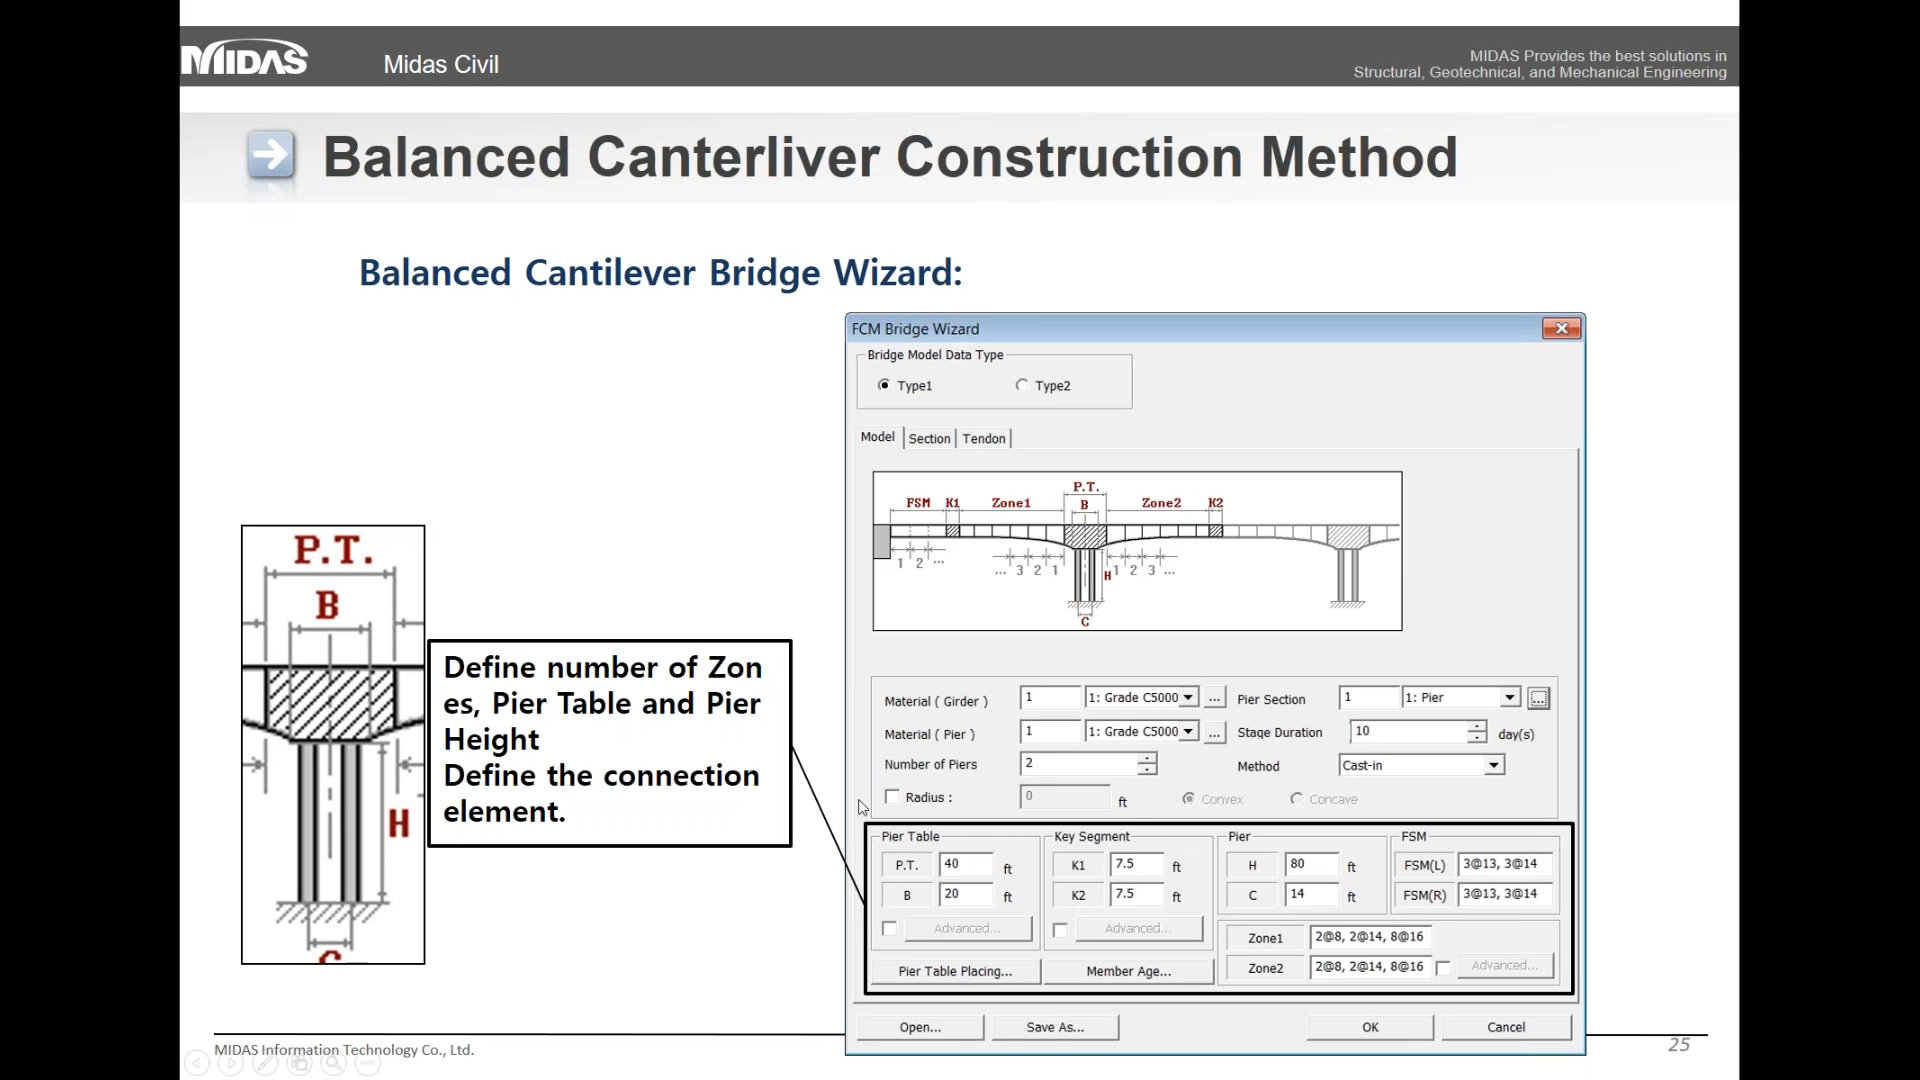 MIDAS
Midas Civil
MIDAS Provides the best solutions in
Structural, Geotechnical, and Mechanical Engineering
Balanced Canterliver Construction Method
Balanced Cantilever Bridge Wizard:
P.T.
B
H
C
Define number of Zon
es, Pier Table and Pier
Height
Define the connection
element.
FCM Bridge Wizard
Bridge Model Data Type
Type1 Type2
Model Section Tendon
P.T.
FSM K1 Zone1 B Zone2 K2
1 2 ... ... 3 2 1 H 1 2 3 ...
C
Material ( Girder ) 1 1: Grade C5000 ... Pier Section 1 1: Pier ...
Material ( Pier ) 1 1: Grade C5000 ... Stage Duration 10 day(s)
Number of Piers 2 Method Cast-in
Radius : 0 ft Convex Concave
Pier Table Key Segment Pier FSM
P.T. 40 ft K1 7.5 ft H 80 ft FSM(L) 3@13, 3@14
B 20 ft K2 7.5 ft C 14 ft FSM(R) 3@13, 3@14
Advanced... Advanced... Zone1 2@8, 2@14, 8@16
Pier Table Placing... Member Age... Zone2 2@8, 2@14, 8@16 Advanced...
Open... Save As... OK Cancel
MIDAS Information Technology Co., Ltd.
25